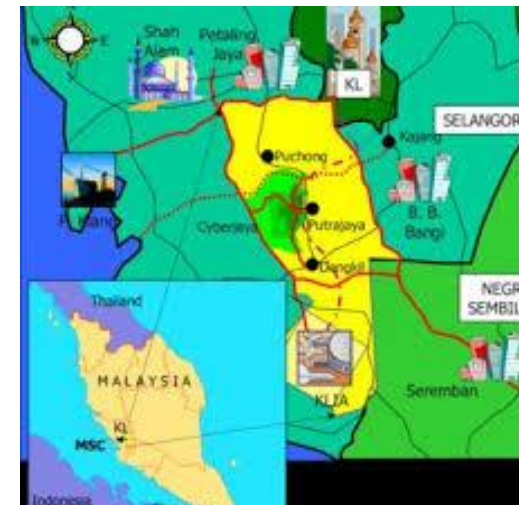 N
W
E
Shah
Alam
Petaling
Jaya
KL
SELANGOR
Kajang
Puchong
B. B.
Bangi
Putrajaya
Cyberjaya
Dengkil
NEGRI
SEMBIL
Seremban
KLIA
Thailand
MALAYSIA
KL
MSC
Indonesia